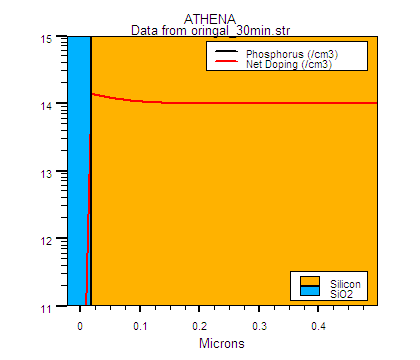 ATHENA
Data from oringal_30min.str
15
14
13
12
11
Phosphorus (/cm3)
Net Doping (/cm3)
Silicon
SiO2
0
0.1
0.2
0.3
0.4
Microns